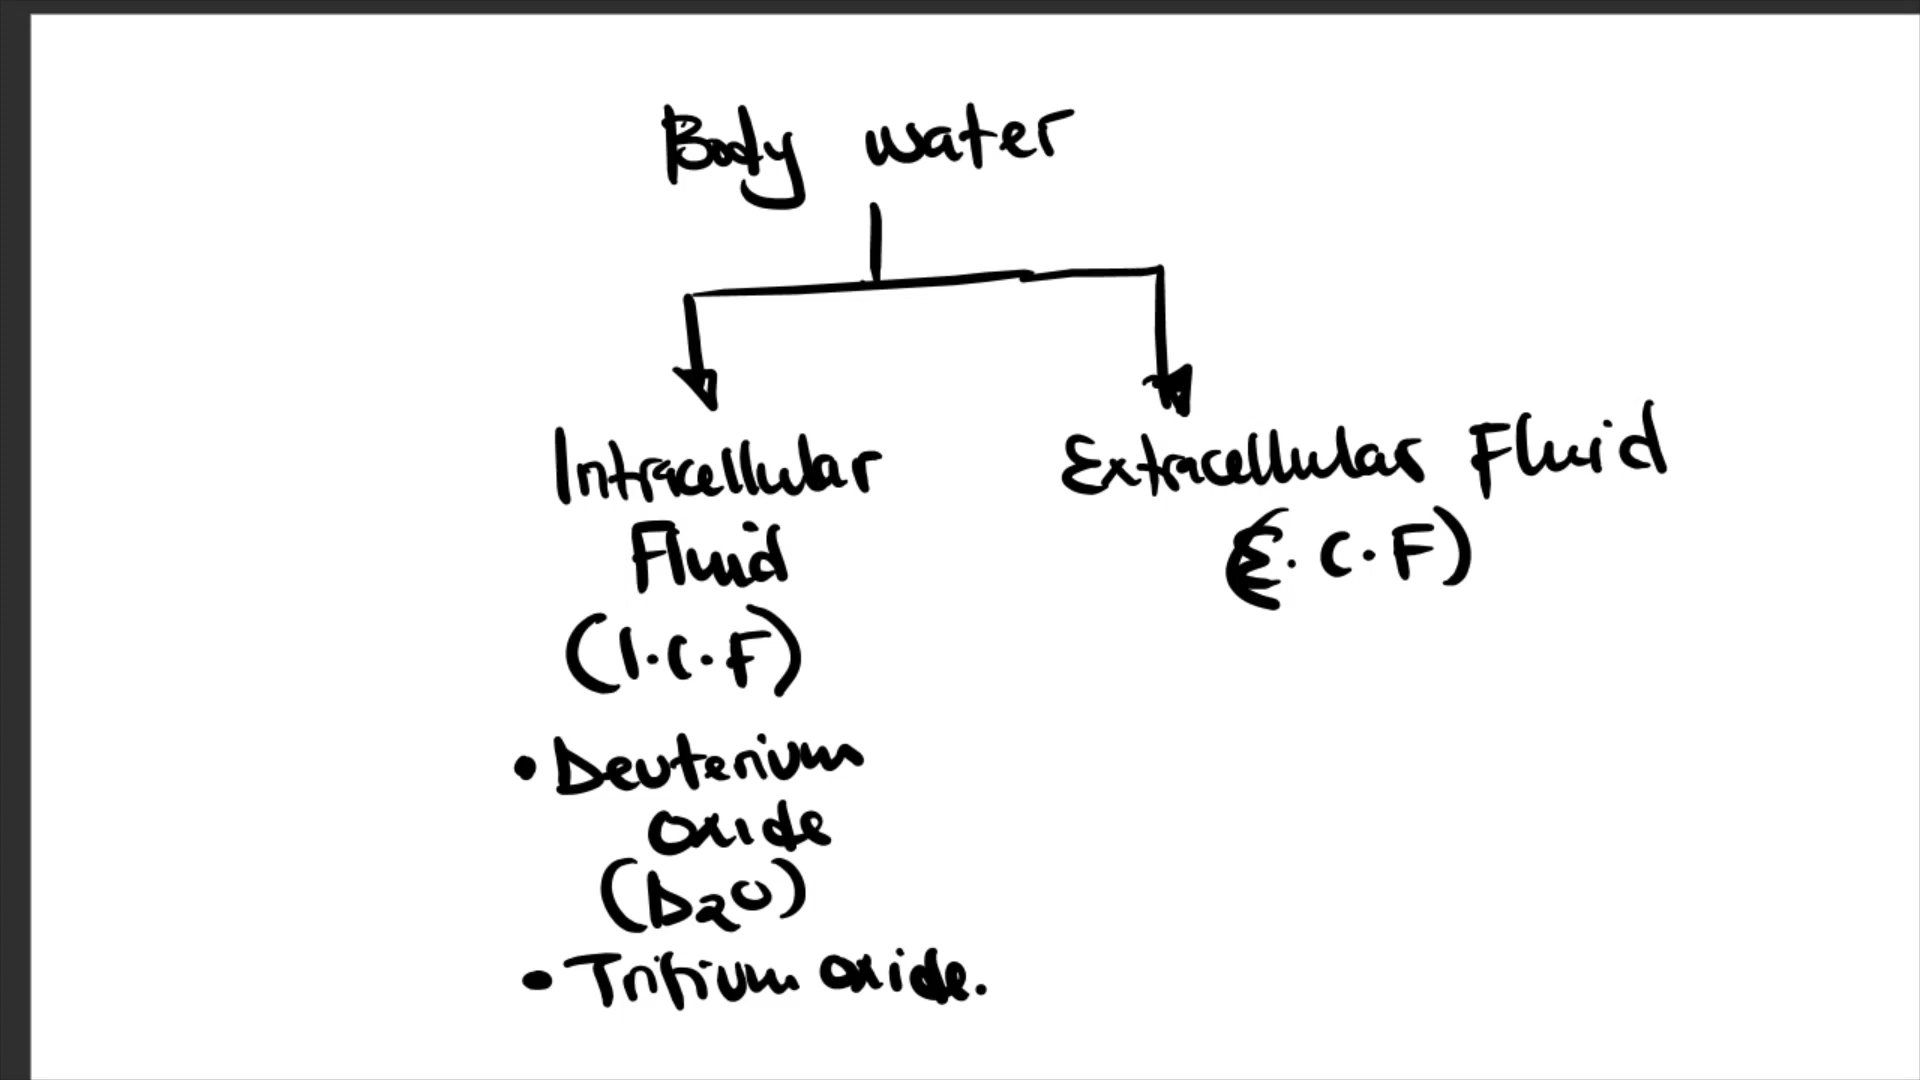 Body water
Intracellular
Fluid
(I.C.F)
Extracellular Fluid
(E.C.F)
• Deuterium
oxide
(D₂O)
• Tritium oxide.